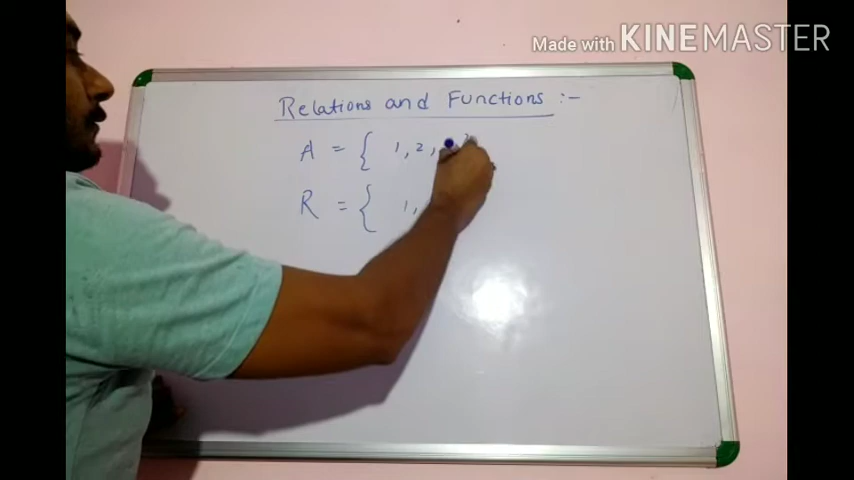 Made with KINEMASTER
Relations and Functions :-
A = { 1, 2,
R = { 1,